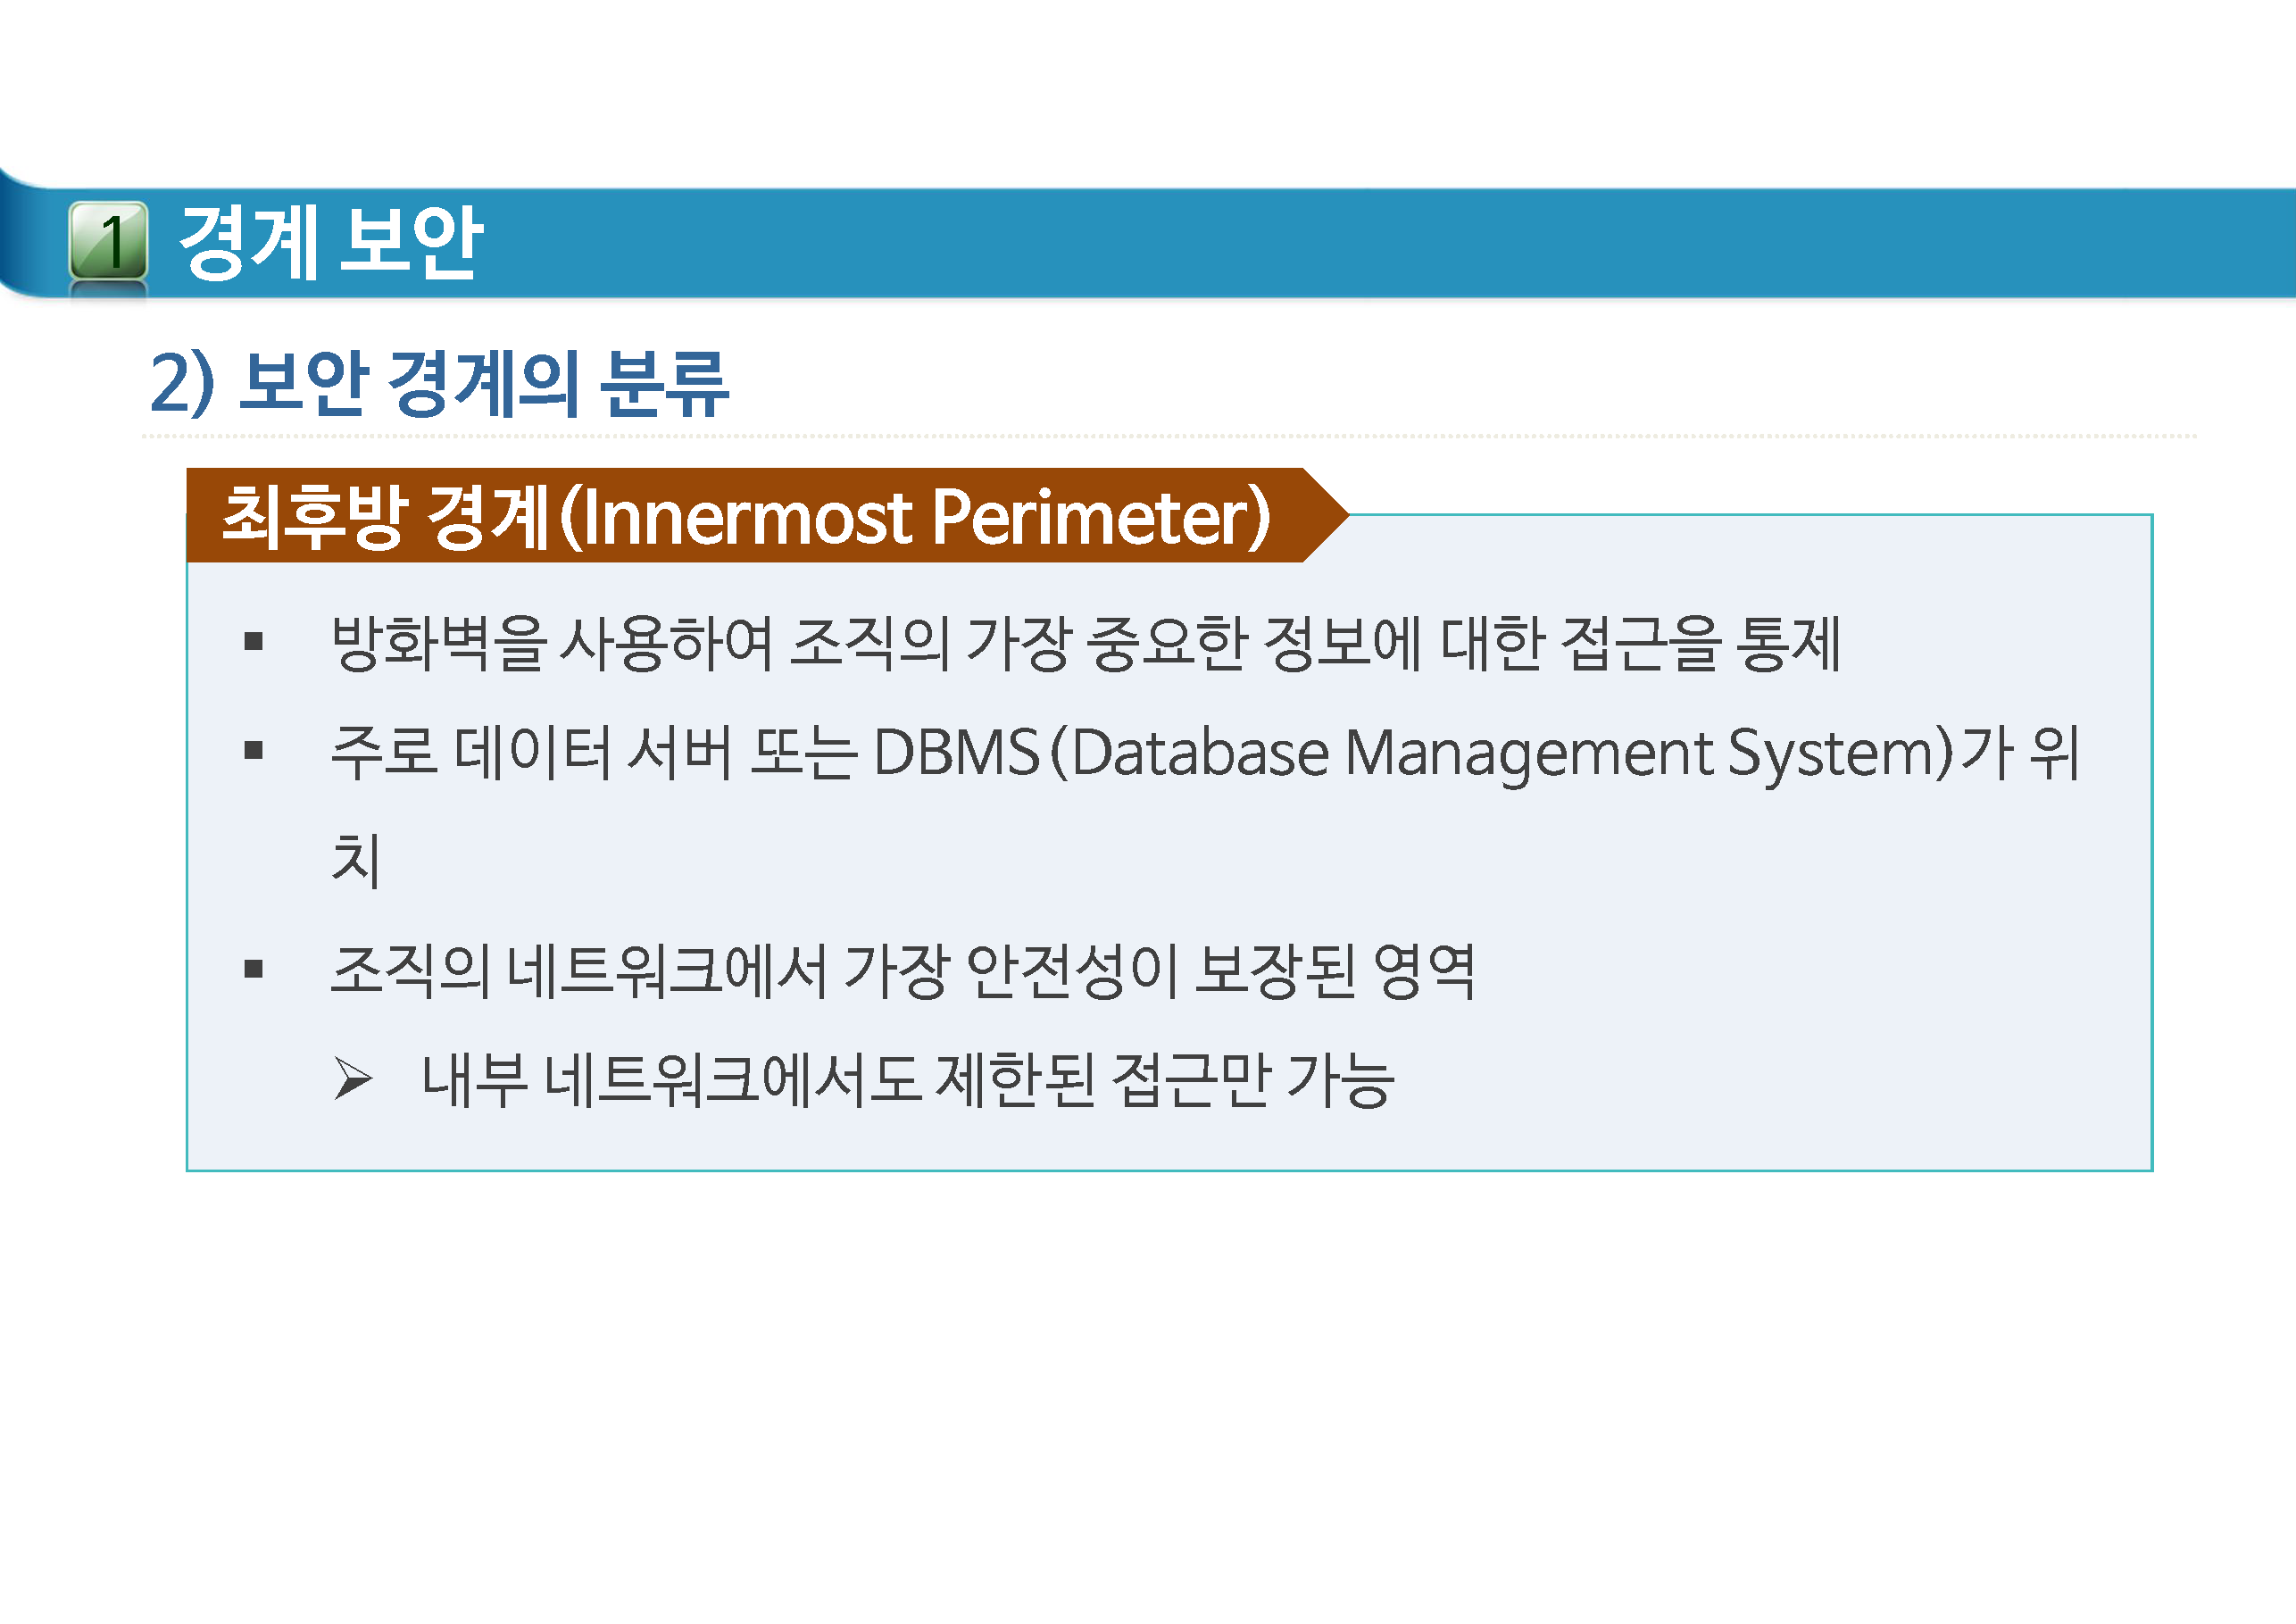 1 경계 보안
2) 보안 경계의 분류
최후방 경계(Innermost Perimeter)
▪ 방화벽을 사용하여 조직의 가장 중요한 정보에 대한 접근을 통제
▪ 주로 데이터 서버 또는 DBMS(Database Management System)가 위
치
▪ 조직의 네트워크에서 가장 안전성이 보장된 영역
➢ 내부 네트워크에서도 제한된 접근만 가능